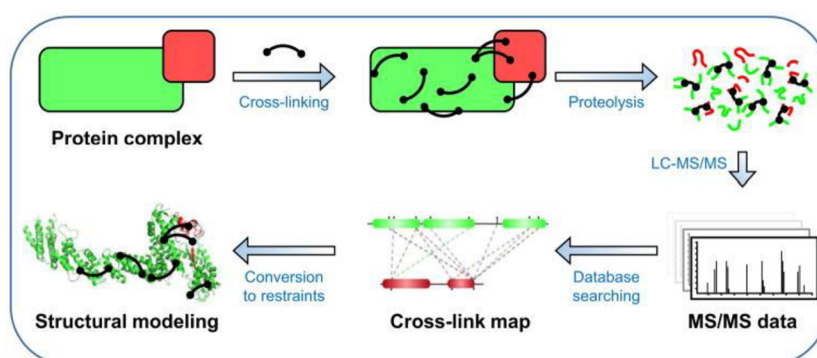 Cross-linking
Proteolysis
Protein complex
LC-MS/MS
Conversion
to restraints
Database
searching
Structural modeling
Cross-link map
MS/MS data